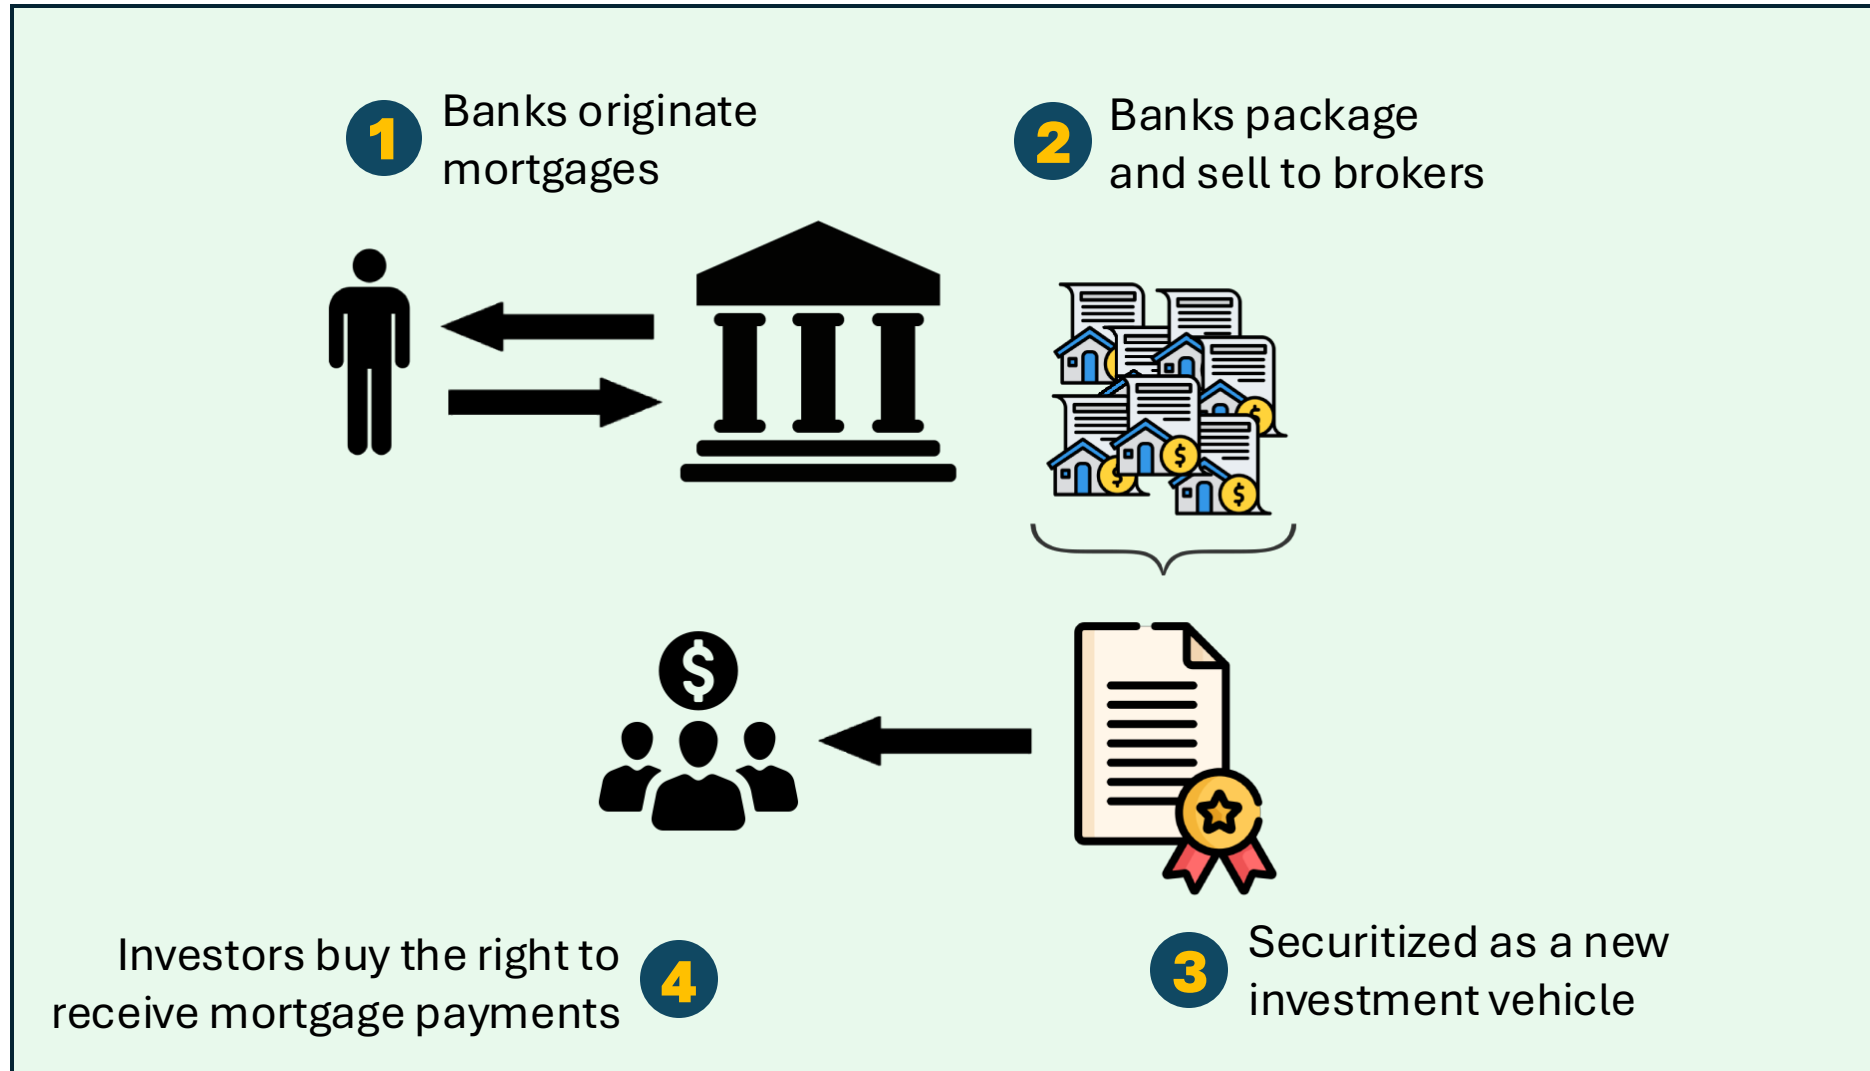 1
Banks originate
mortgages
2
Banks package
and sell to brokers
$
$
$
$
$
$
3
Securitized as a new
investment vehicle
4
Investors buy the right to
receive mortgage payments